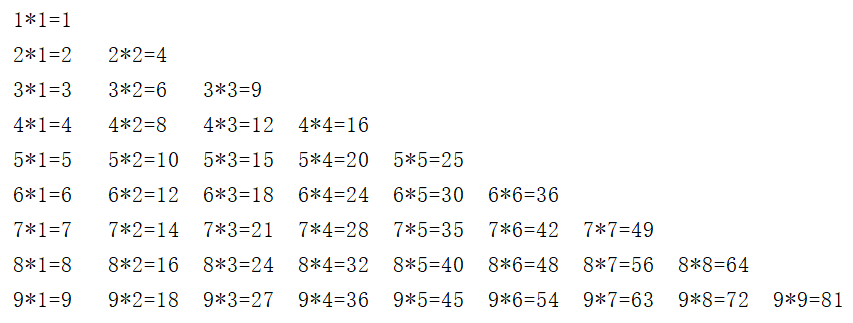 1*1=1
2*1=2 2*2=4
3*1=3 3*2=6 3*3=9
4*1=4 4*2=8 4*3=12 4*4=16
5*1=5 5*2=10 5*3=15 5*4=20 5*5=25
6*1=6 6*2=12 6*3=18 6*4=24 6*5=30 6*6=36
7*1=7 7*2=14 7*3=21 7*4=28 7*5=35 7*6=42 7*7=49
8*1=8 8*2=16 8*3=24 8*4=32 8*5=40 8*6=48 8*7=56 8*8=64
9*1=9 9*2=18 9*3=27 9*4=36 9*5=45 9*6=54 9*7=63 9*8=72 9*9=81